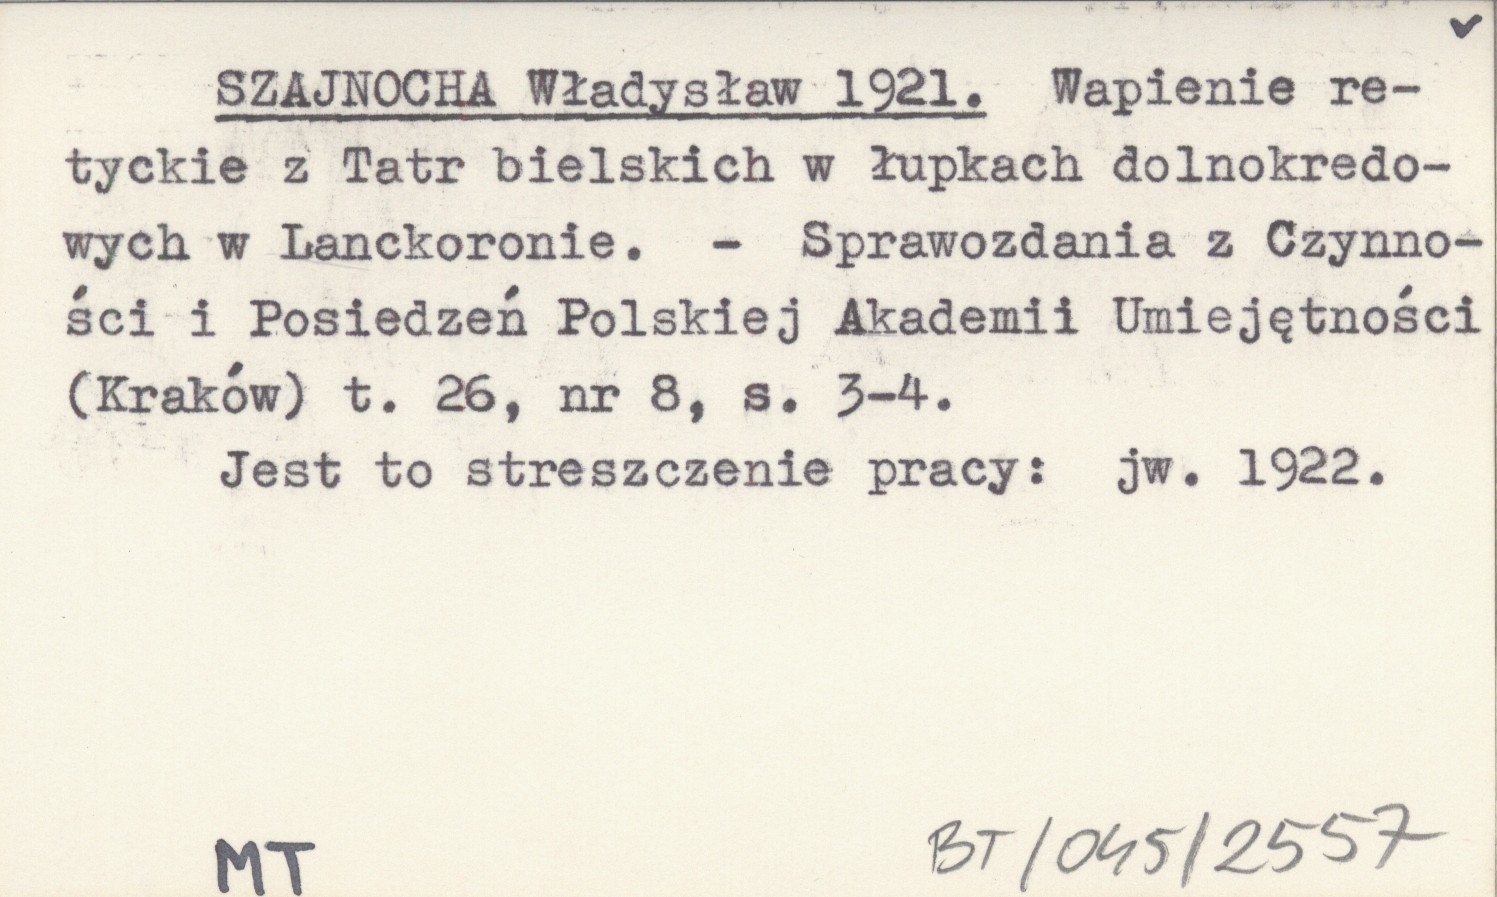 SZAJNOCHA Władysław 1921. Wapienie re-
tyckie z Tatr bielskich w łupkach dolnokredo-
wych w Lanckoronie. - Sprawozdania z Czynno-
ści i Posiedzeń Polskiej Akademii Umiejętności
(Kraków) t. 26, nr 8, s. 3-4.
Jest to streszczenie pracy: jw. 1922.
MT
BT/045/2557